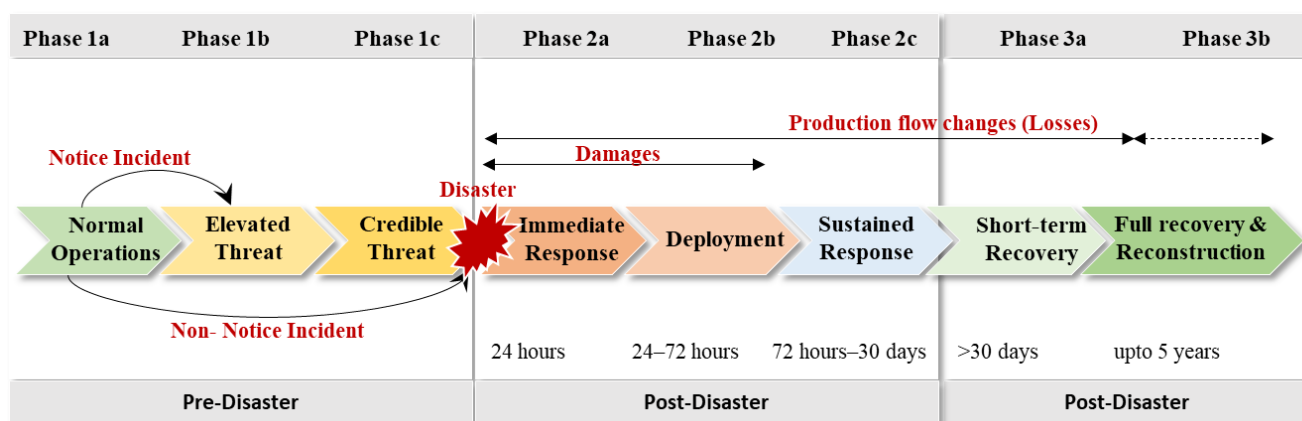 Phase 1a Phase 1b Phase 1c Phase 2a Phase 2b Phase 2c Phase 3a Phase 3b
Production flow changes (Losses)
Notice Incident
Damages
Disaster
Normal
Operations
Elevated
Threat
Credible
Threat
Immediate
Response
Deployment
Sustained
Response
Short-term
Recovery
Full recovery &
Reconstruction
Non- Notice Incident
24 hours 24–72 hours 72 hours–30 days >30 days upto 5 years
Pre-Disaster Post-Disaster Post-Disaster